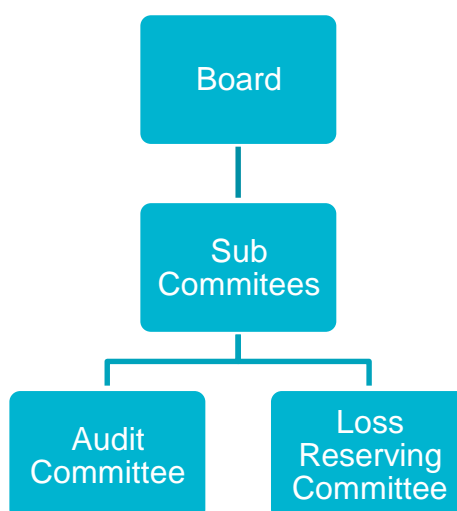 Board
Sub
Commitees
Audit
Committee
Loss
Reserving
Committee